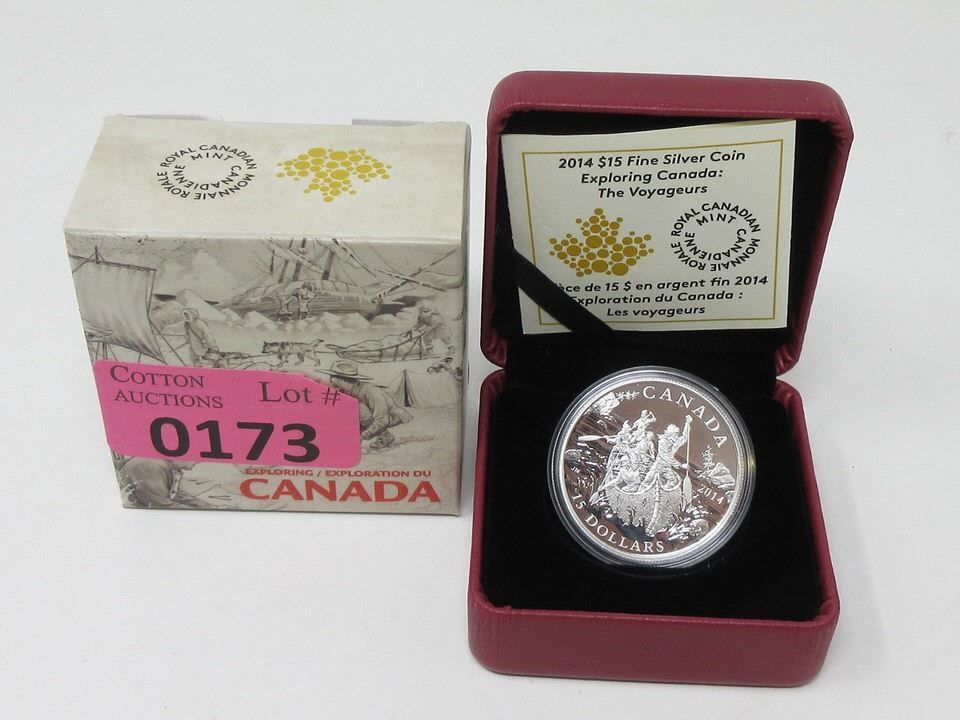 ROYAL CANADIAN
MINT
MONNAIE ROYALE CANADIENNE
COTTON
AUCTIONS
Lot #
0173
EXPLORING / EXPLORATION DU
CANADA
2014 $15 Fine Silver Coin
Exploring Canada:
The Voyageurs
ROYAL CANADIAN
MINT
MONNAIE ROYALE CANADIENNE
de 15 $ en argent fin 2014
du Canada :
Les voyageurs
CANADA
2014
15 DOLLARS